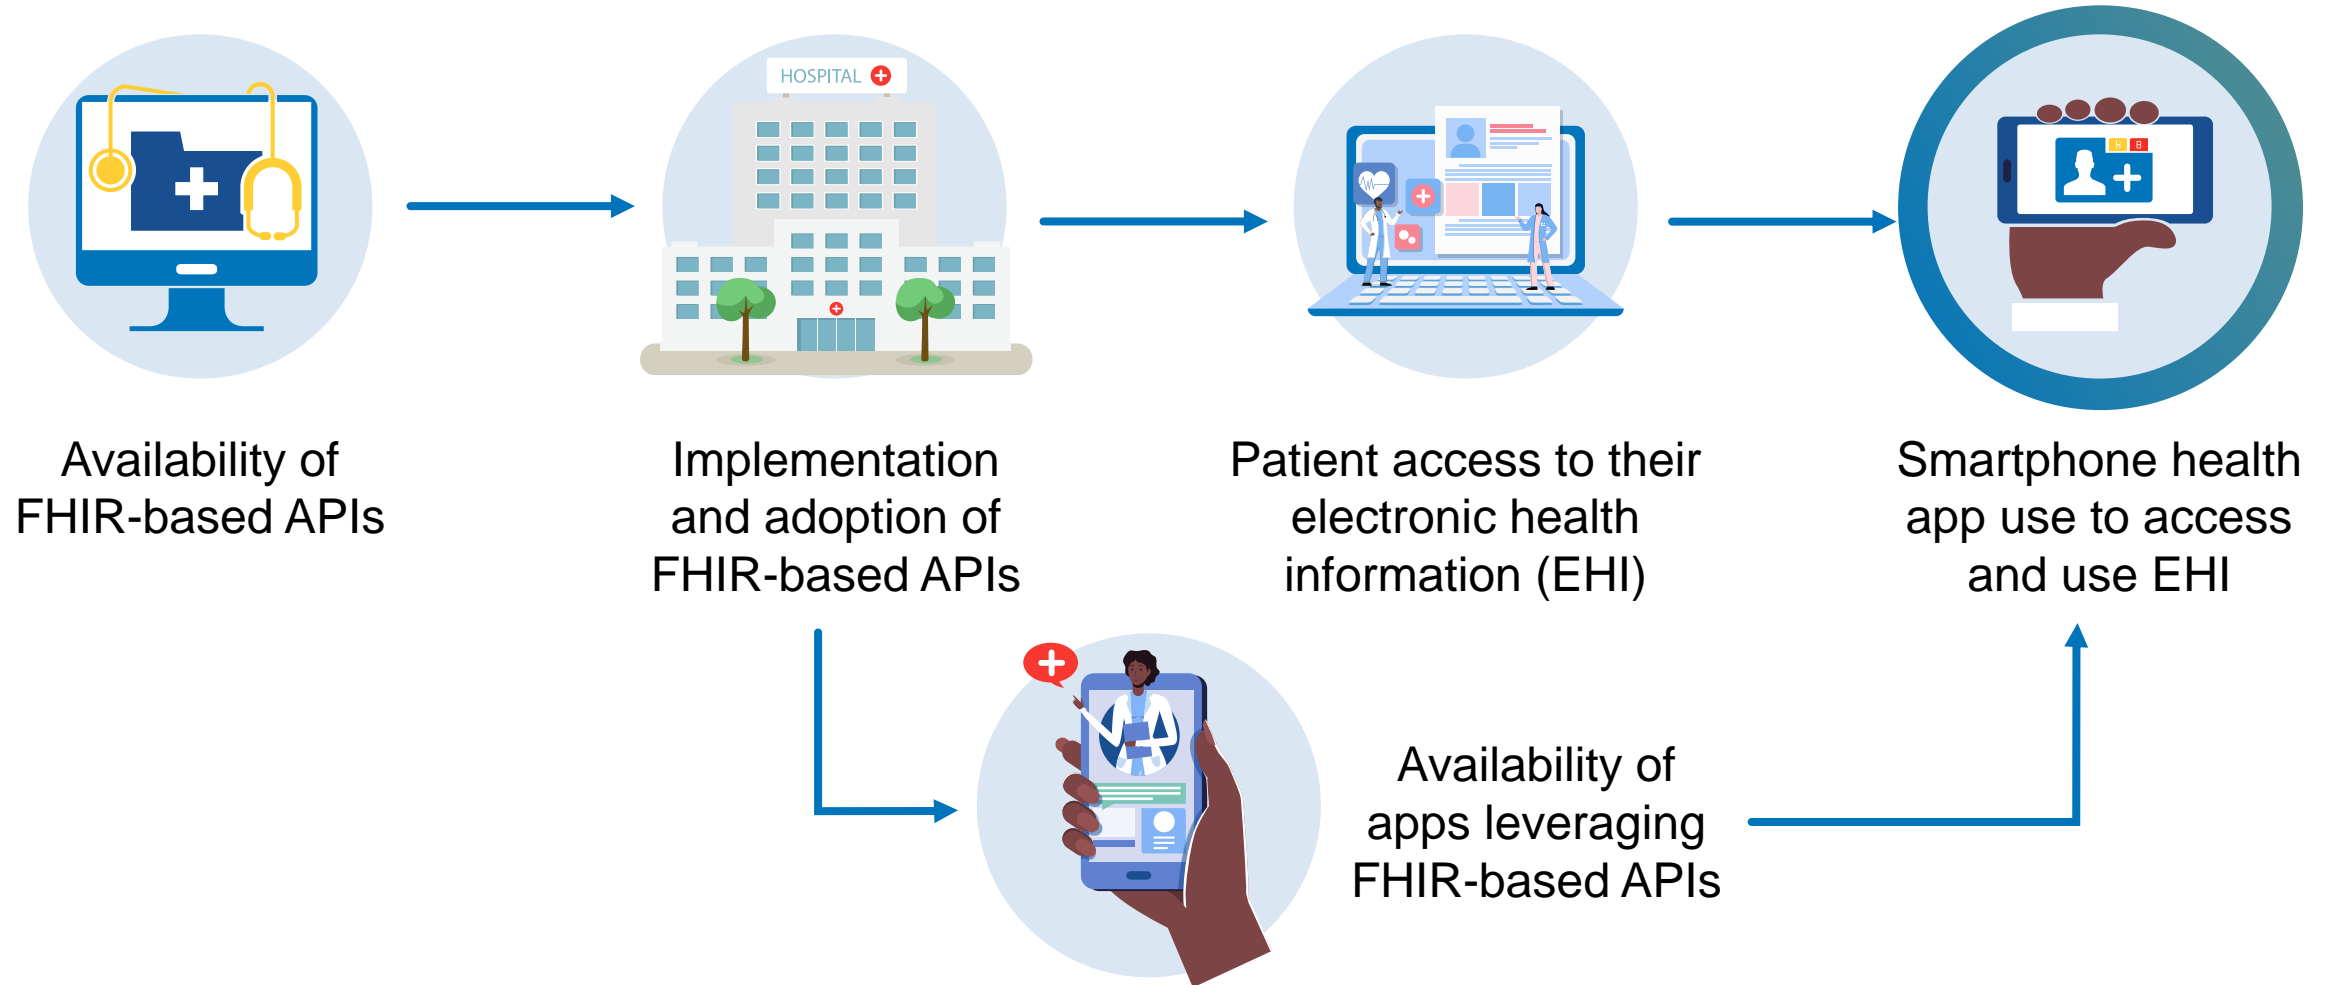 HOSPITAL
Availability of
FHIR-based APIs
Implementation
and adoption of
FHIR-based APIs
Patient access to their
electronic health
information (EHI)
Smartphone health
app use to access
and use EHI
Availability of
apps leveraging
FHIR-based APIs